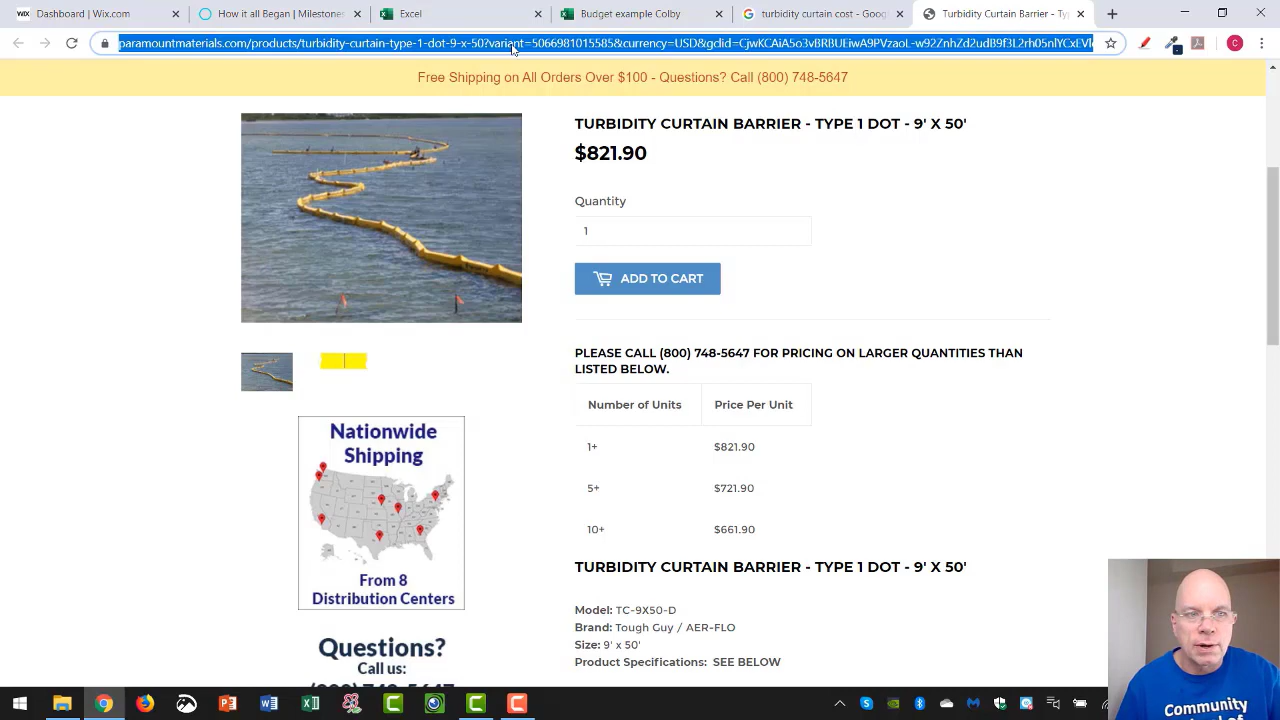 Dashboard | Wix.com
How it all Began | Milestones
Excel
Budget example Colby
turbidity curtain cost - Goog
Turbidity Curtain Barrier - Typ
paramountmaterials.com/products/turbidity-curtain-type-1-dot-9-x-50?variant=5066981015585&currency=USD&gclid=CjwKCAiA5o3vBRBUEiwA9PVzaoL-w92ZnhZd2udB9f3L2rh05nlYCxEVl
Free Shipping on All Orders Over $100 - Questions? Call (800) 748-5647
TURBIDITY CURTAIN BARRIER - TYPE 1 DOT - 9' X 50'
$821.90
Quantity
1
ADD TO CART
PLEASE CALL (800) 748-5647 FOR PRICING ON LARGER QUANTITIES THAN
LISTED BELOW.
Number of Units Price Per Unit
1+ $821.90
5+ $721.90
10+ $661.90
TURBIDITY CURTAIN BARRIER - TYPE 1 DOT - 9' X 50'
Model: TC-9X50-D
Brand: Tough Guy / AER-FLO
Size: 9' x 50'
Product Specifications: SEE BELOW
Nationwide
Shipping
From 8
Distribution Centers
Questions?
Call us:
(800) 748-5647
Community